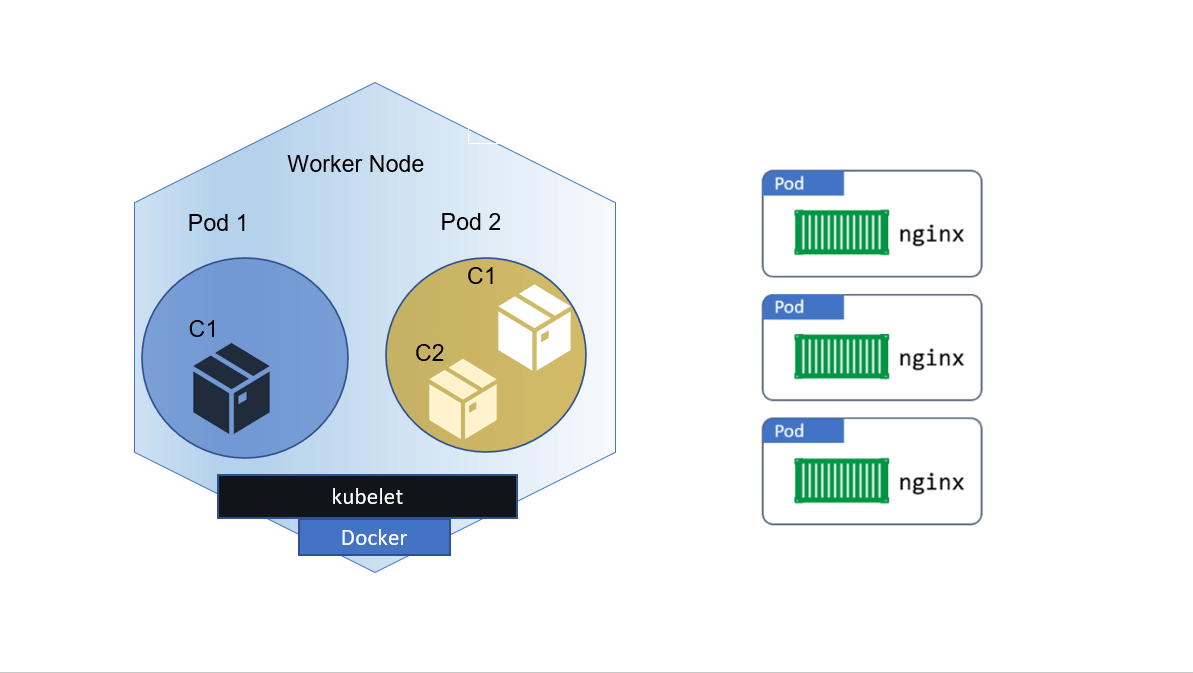 Worker Node
Pod 1
Pod 2
C1
C1
C2
kubelet
Docker
Pod
nginx
Pod
nginx
Pod
nginx